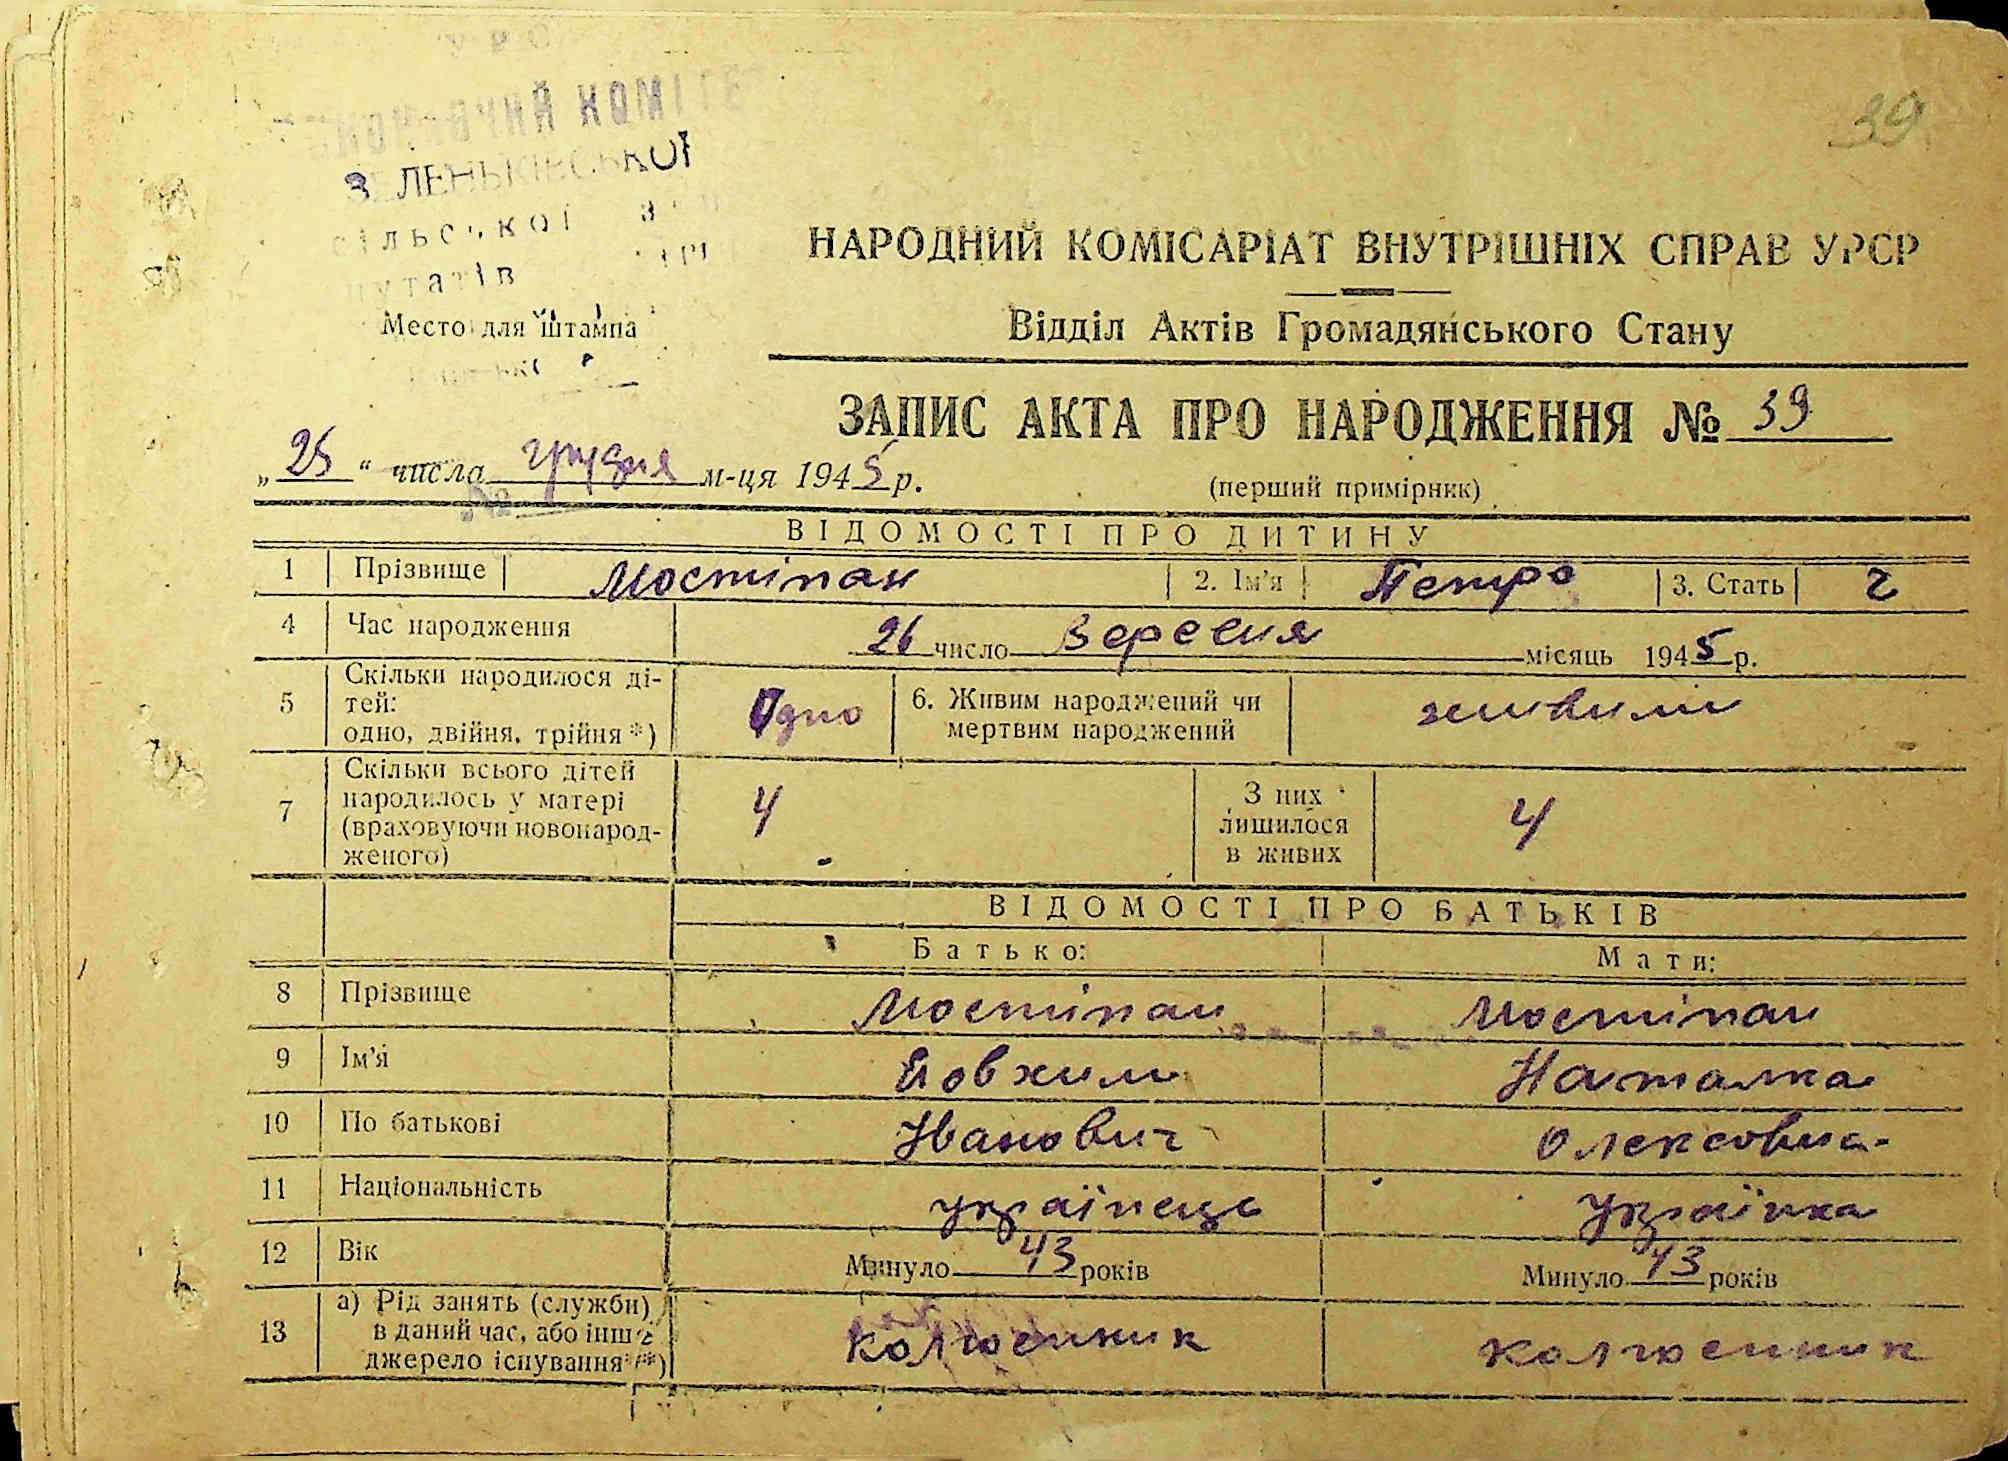 39
ЗЕЛЕНЬКІВСЬКОЇ
сільської
Место для штампа
НАРОДНИЙ КОМІСАРІАТ ВНУТРІШНІХ СПРАВ УРСР
Відділ Актів Громадянського Стану
ЗАПИС АКТА ПРО НАРОДЖЕННЯ № 39
„25“ числа грудня м-ця 1945 р.
(перший примірник)
ВІДОМОСТІ ПРО ДИТИНУ
1 Прізвище Мостіпан 2. Ім'я Петро 3. Стать ч
4 Час народження 26 число Вересня місяць 1945 р.
5 Скільки народилося ді-
тей:
одно, двійня, трійня*) Одно
6. Живим народжений чи
мертвим народжений живим
7 Скільки всього дітей
народилось у матері
(враховуючи новонарод-
женого) 4
З них
лишилося
в живих 4
ВІДОМОСТІ ПРО БАТЬКІВ
Батько: Мати:
8 Прізвище Мостіпан Мостіпан
9 Ім'я Йовхим Наталка
10 По батькові Іванович Олексовна
11 Національність українець Українка
12 Вік Минуло 43 років Минуло 43 років
13 а) Рід занять (служби)
в даний час, або інше
джерело існування**) колгоспник колгоспник